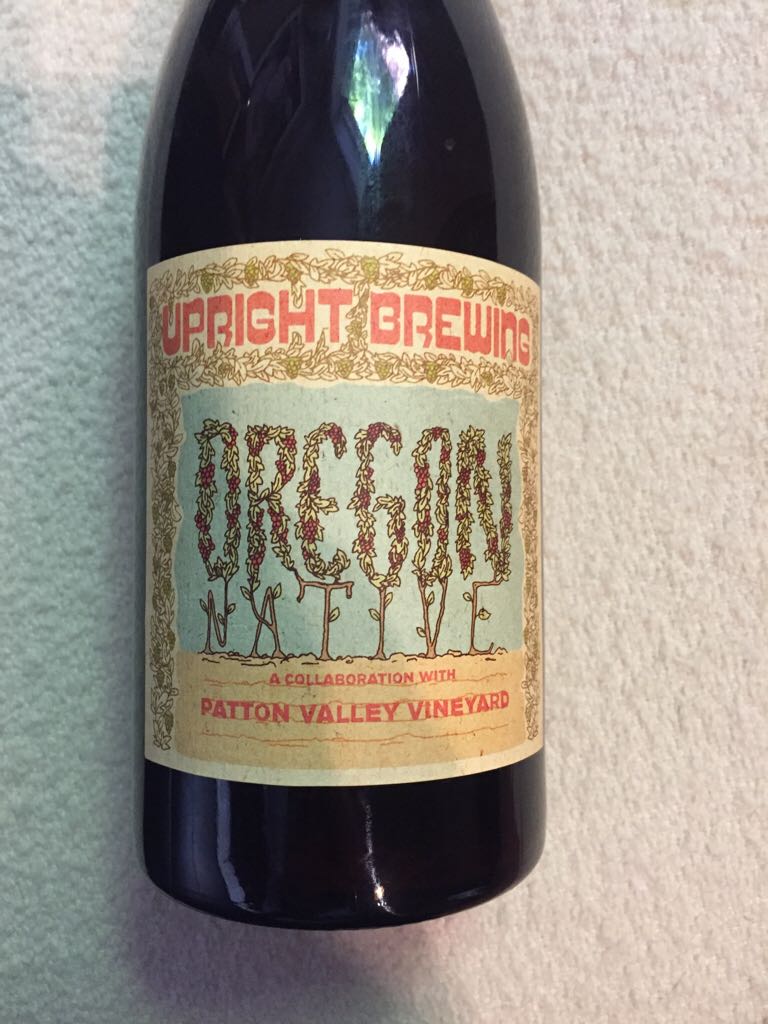 UPRIGHT BREWING
OREGON
NATIVE
A COLLABORATION WITH
PATTON VALLEY VINEYARD